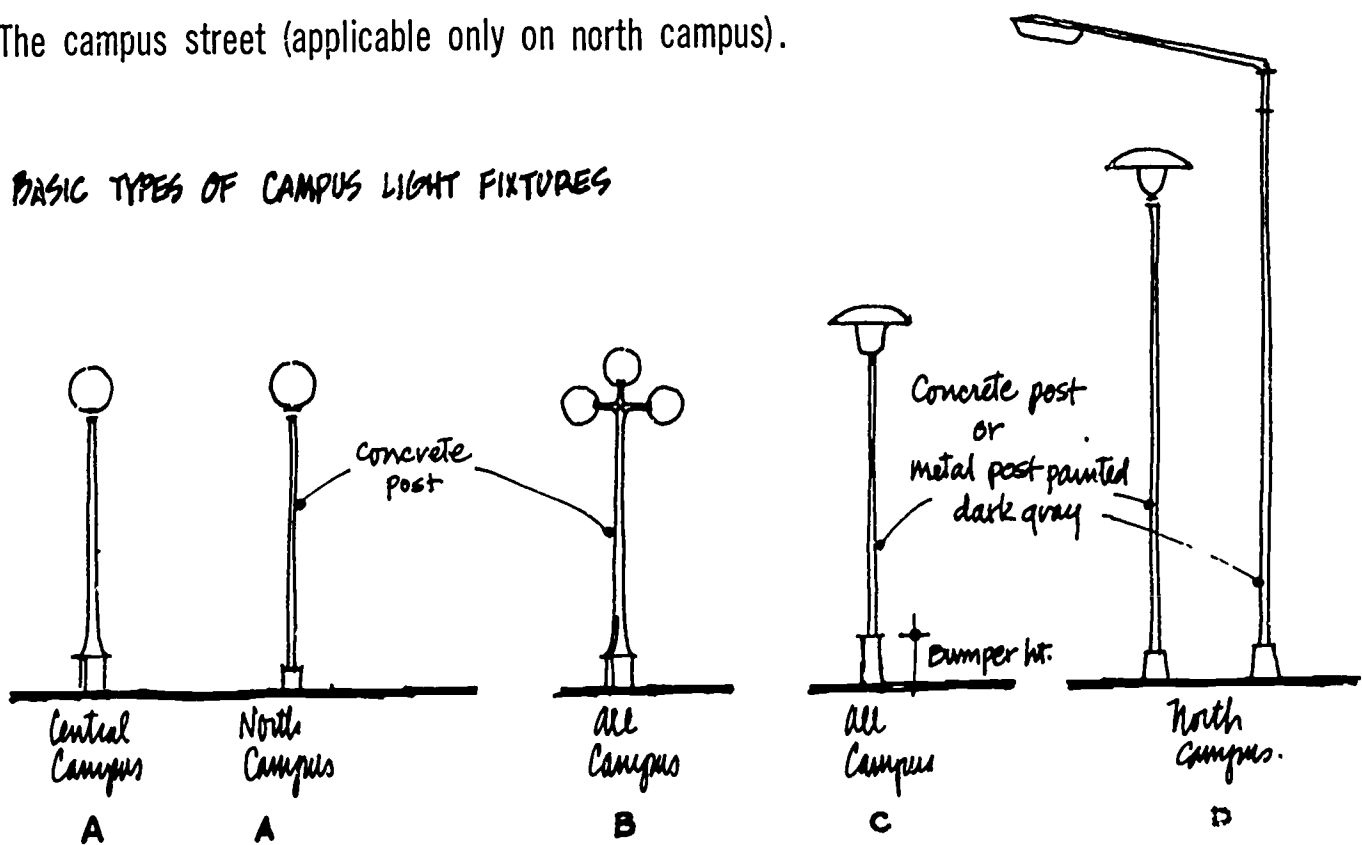 The campus street (applicable only on north campus).
BASIC TYPES OF CAMPUS LIGHT FIXTURES
Concrete
post
Concrete post
or
metal post painted
dark gray
Bumper ht.
Central
Campus
North
Campus
All
Campus
All
Campus
North
Campus.
A
A
B
C
D